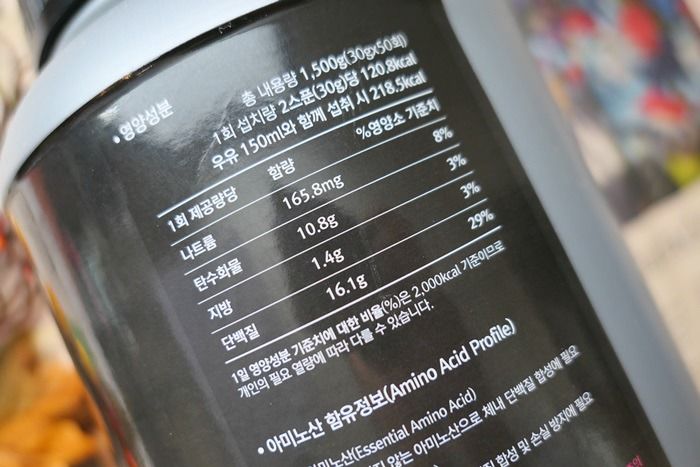 • 영양성분
총 내용량 1,500g(30gx50회)
1회 섭치량 2스푼(30g)당 120.8kcal
우유 150ml와 함께 섭취 시 218.5kcal
1회 제공량당 함량 %영양소 기준치
나트륨 165.8mg 8%
탄수화물 10.8g 3%
지방 1.4g 3%
단백질 16.1g 29%
1일 영양성분 기준치에 대한 비율(%)은 2,000kcal 기준이므로
개인의 필요 열량에 따라 다를 수 있습니다.
• 아미노산 함유정보(Amino Acid Profile)
아미노산(Essential Amino Acid)
않는 아미노산으로 체내 단백질 합성에 필요
합성 및 손실 방지에 필요